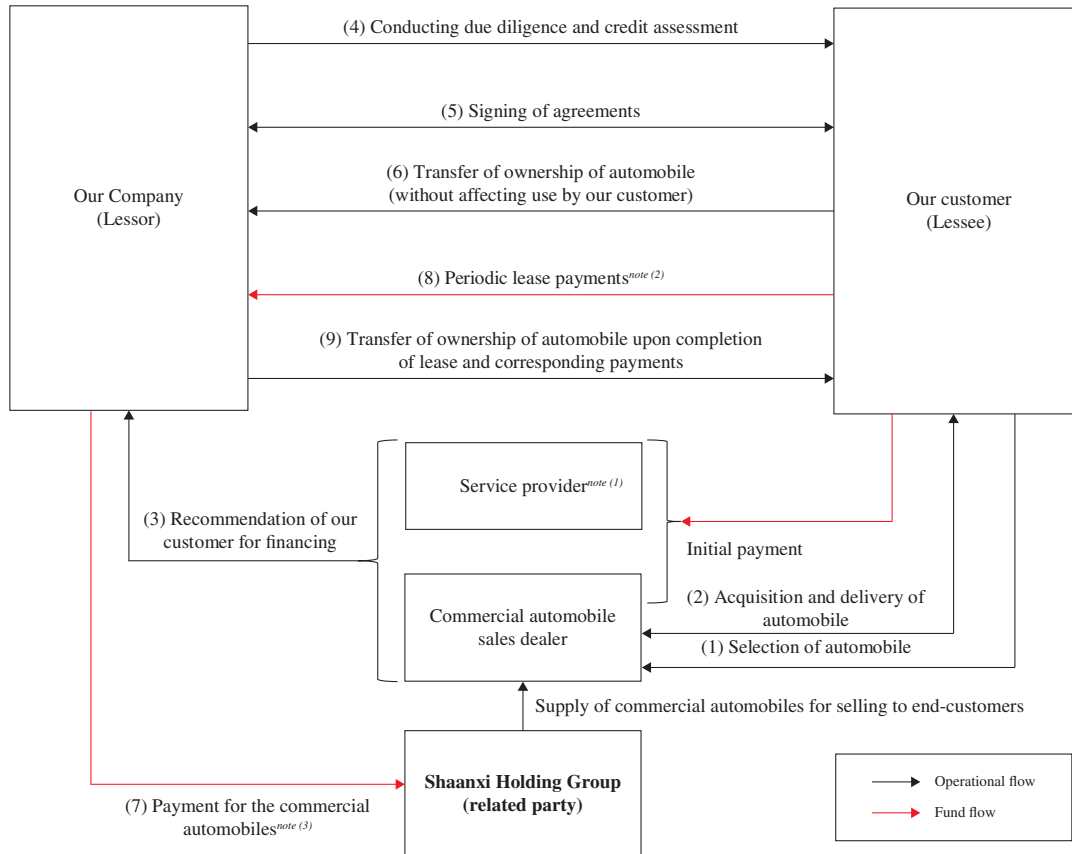 (4) Conducting due diligence and credit assessment
(5) Signing of agreements
Our Company
(Lessor)
(6) Transfer of ownership of automobile
(without affecting use by our customer)
Our customer
(Lessee)
(8) Periodic lease payments note (2)
(9) Transfer of ownership of automobile upon completion
of lease and corresponding payments
Service provider note (1)
(3) Recommendation of our
customer for financing
Initial payment
Commercial automobile
sales dealer
(2) Acquisition and delivery of
automobile
(1) Selection of automobile
Supply of commercial automobiles for selling to end-customers
Shaanxi Holding Group
(related party)
(7) Payment for the commercial
automobiles note (3)
Operational flow
Fund flow